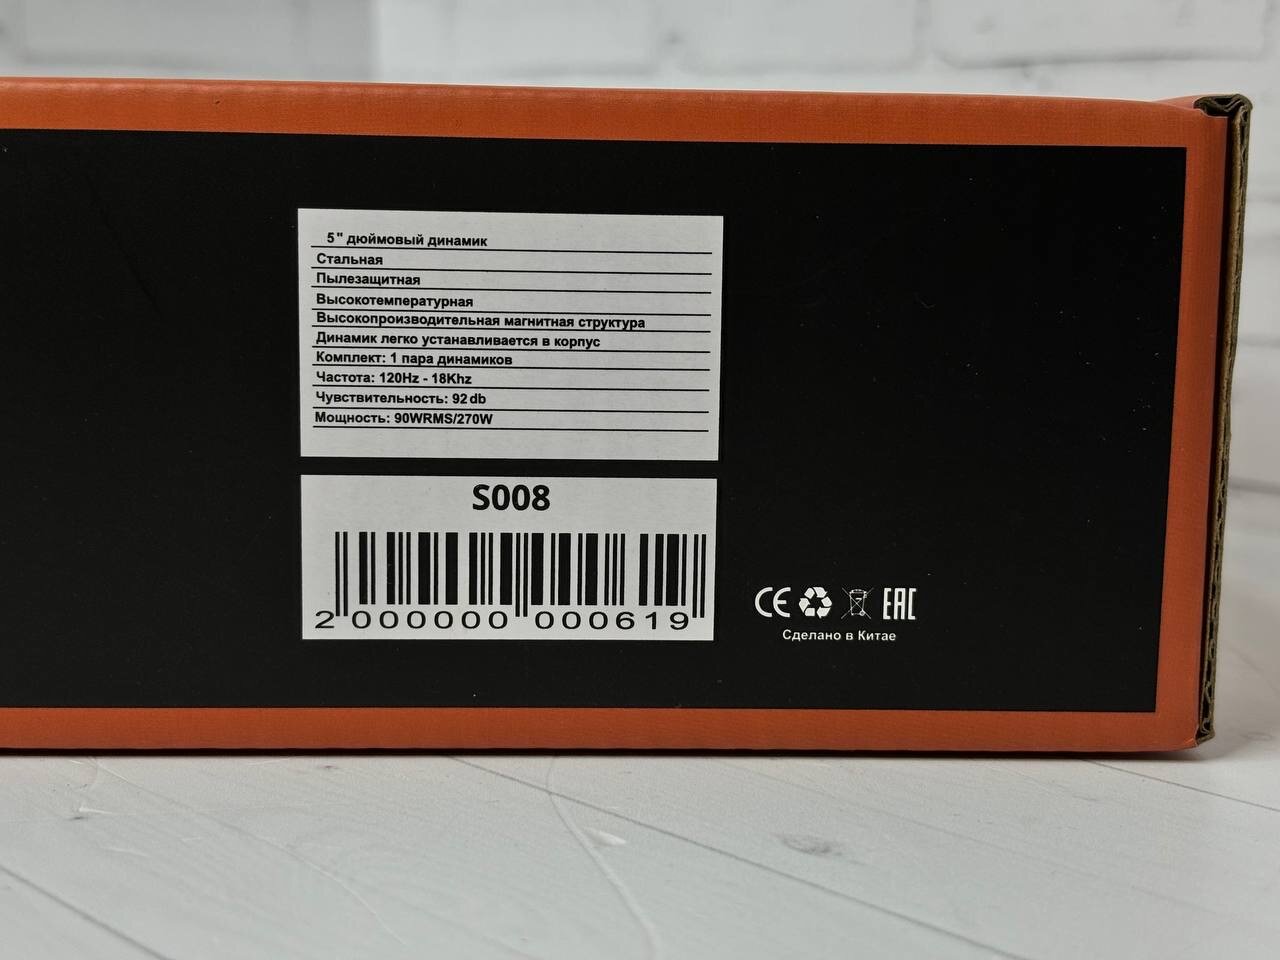 5" дюймовый динамик
Стальная
Пылезащитная
Высокотемпературная
Высокопроизводительная магнитная структура
Динамик легко устанавливается в корпус
Комплект: 1 пара динамиков
Частота: 120Hz - 18Khz
Чувствительность: 92 db
Мощность: 90WRMS/270W
S008
2 000000 000619
CE EAC
Сделано в Китае